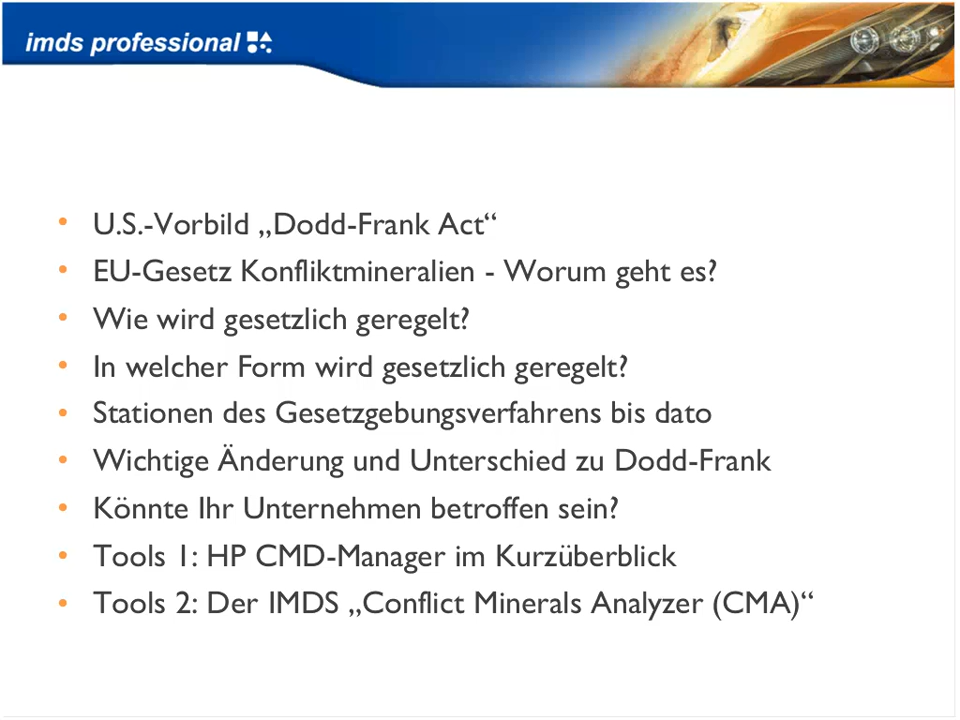 imds professional
• U.S.-Vorbild „Dodd-Frank Act“
• EU-Gesetz Konfliktmineralien - Worum geht es?
• Wie wird gesetzlich geregelt?
• In welcher Form wird gesetzlich geregelt?
• Stationen des Gesetzgebungsverfahrens bis dato
• Wichtige Änderung und Unterschied zu Dodd-Frank
• Könnte Ihr Unternehmen betroffen sein?
• Tools 1: HP CMD-Manager im Kurzüberblick
• Tools 2: Der IMDS „Conflict Minerals Analyzer (CMA)“